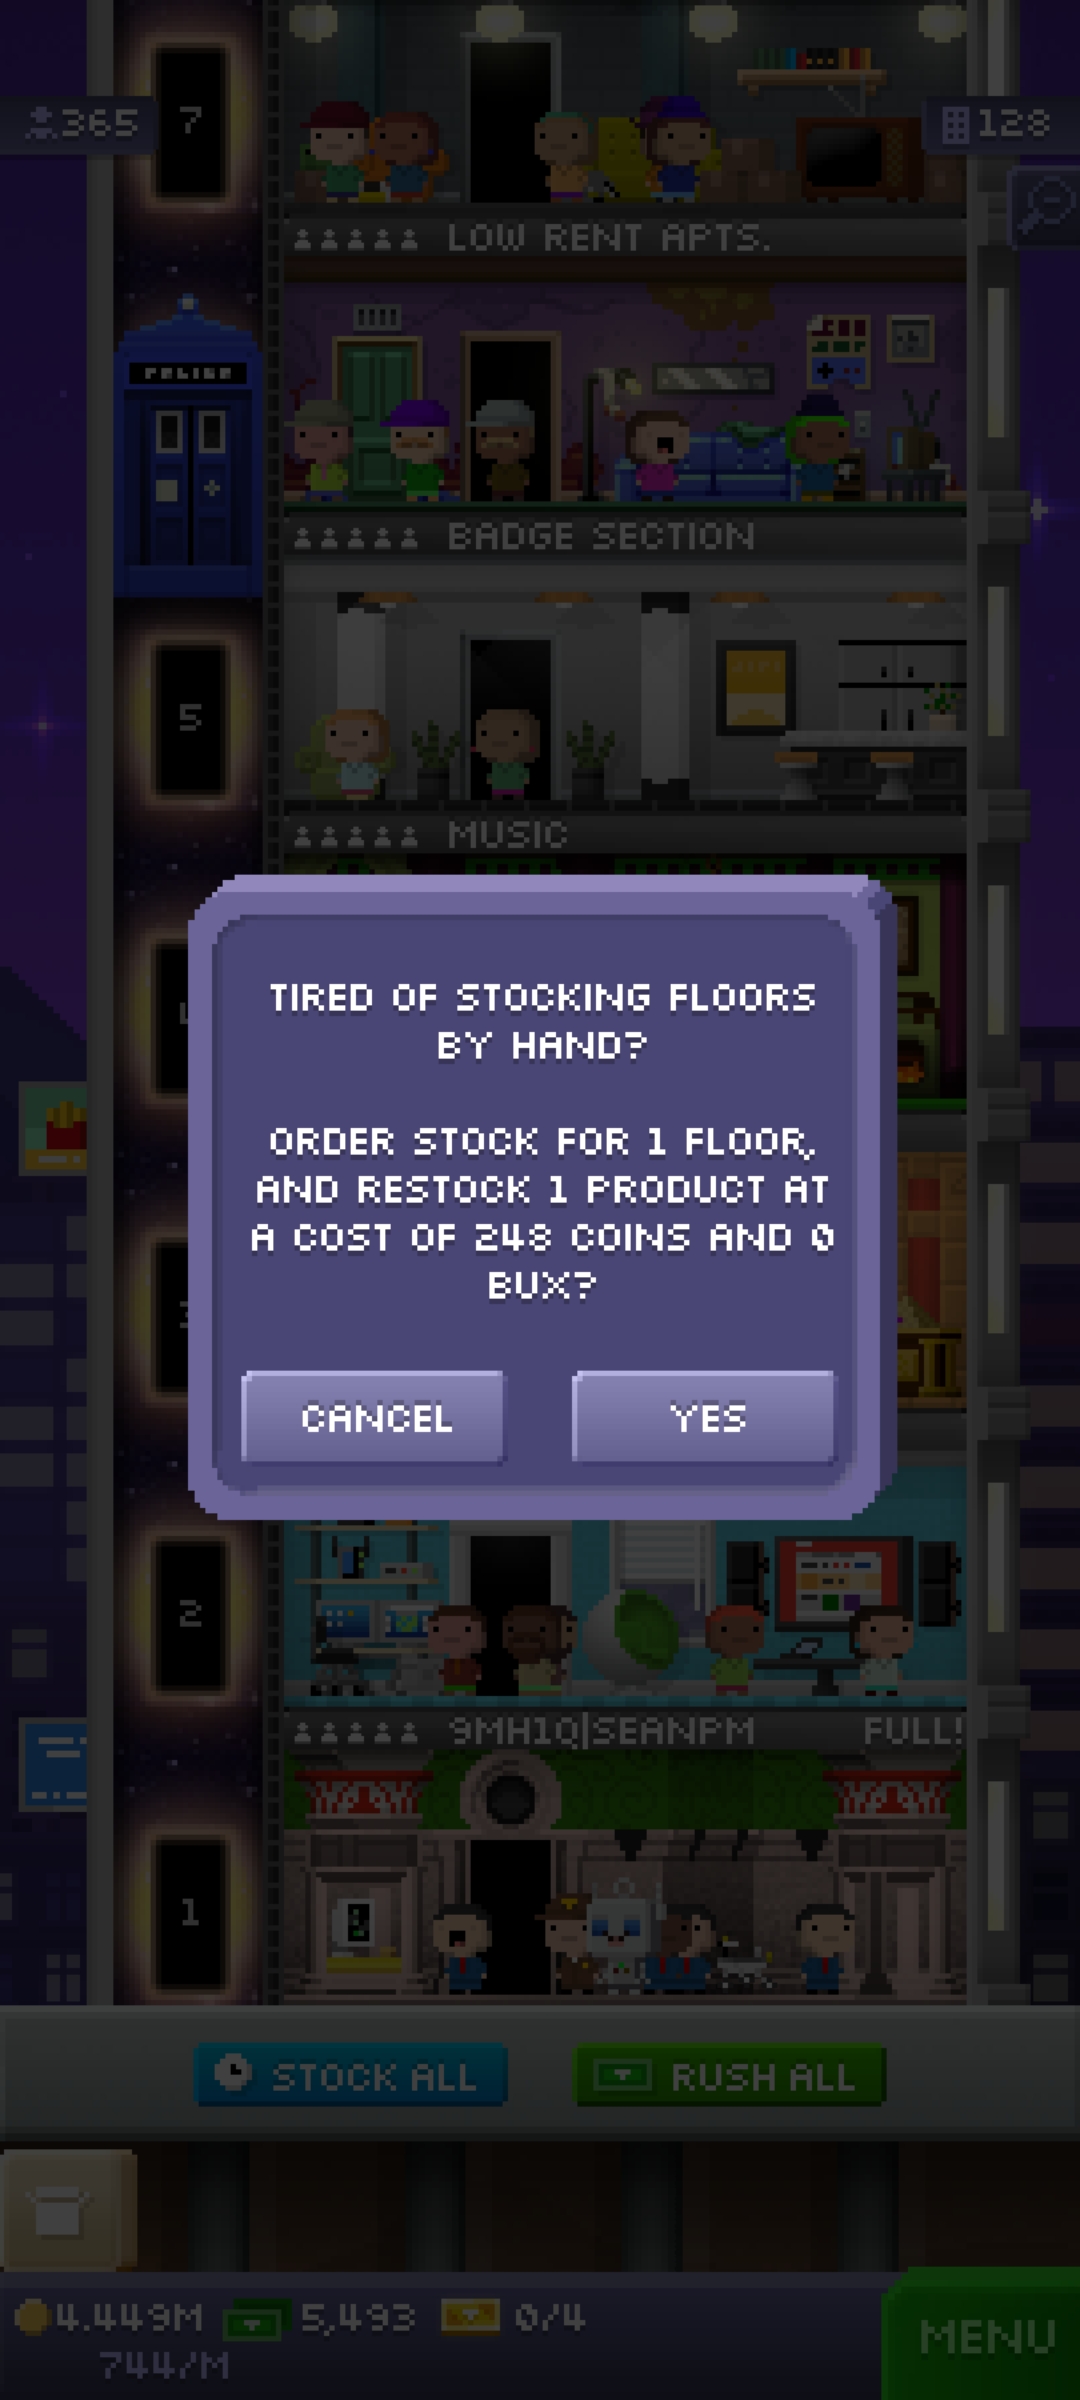 365
7
128
LOW RENT APTS.
POLICE
BADGE SECTION
5
MUSIC
TIRED OF STOCKING FLOORS
BY HAND?
ORDER STOCK FOR 1 FLOOR,
AND RESTOCK 1 PRODUCT AT
A COST OF 248 COINS AND 0
BUX?
CANCEL
YES
2
9MH1Q|SEANPM
FULL!
1
STOCK ALL
RUSH ALL
4.449M
5,493
0/4
744/M
MENU